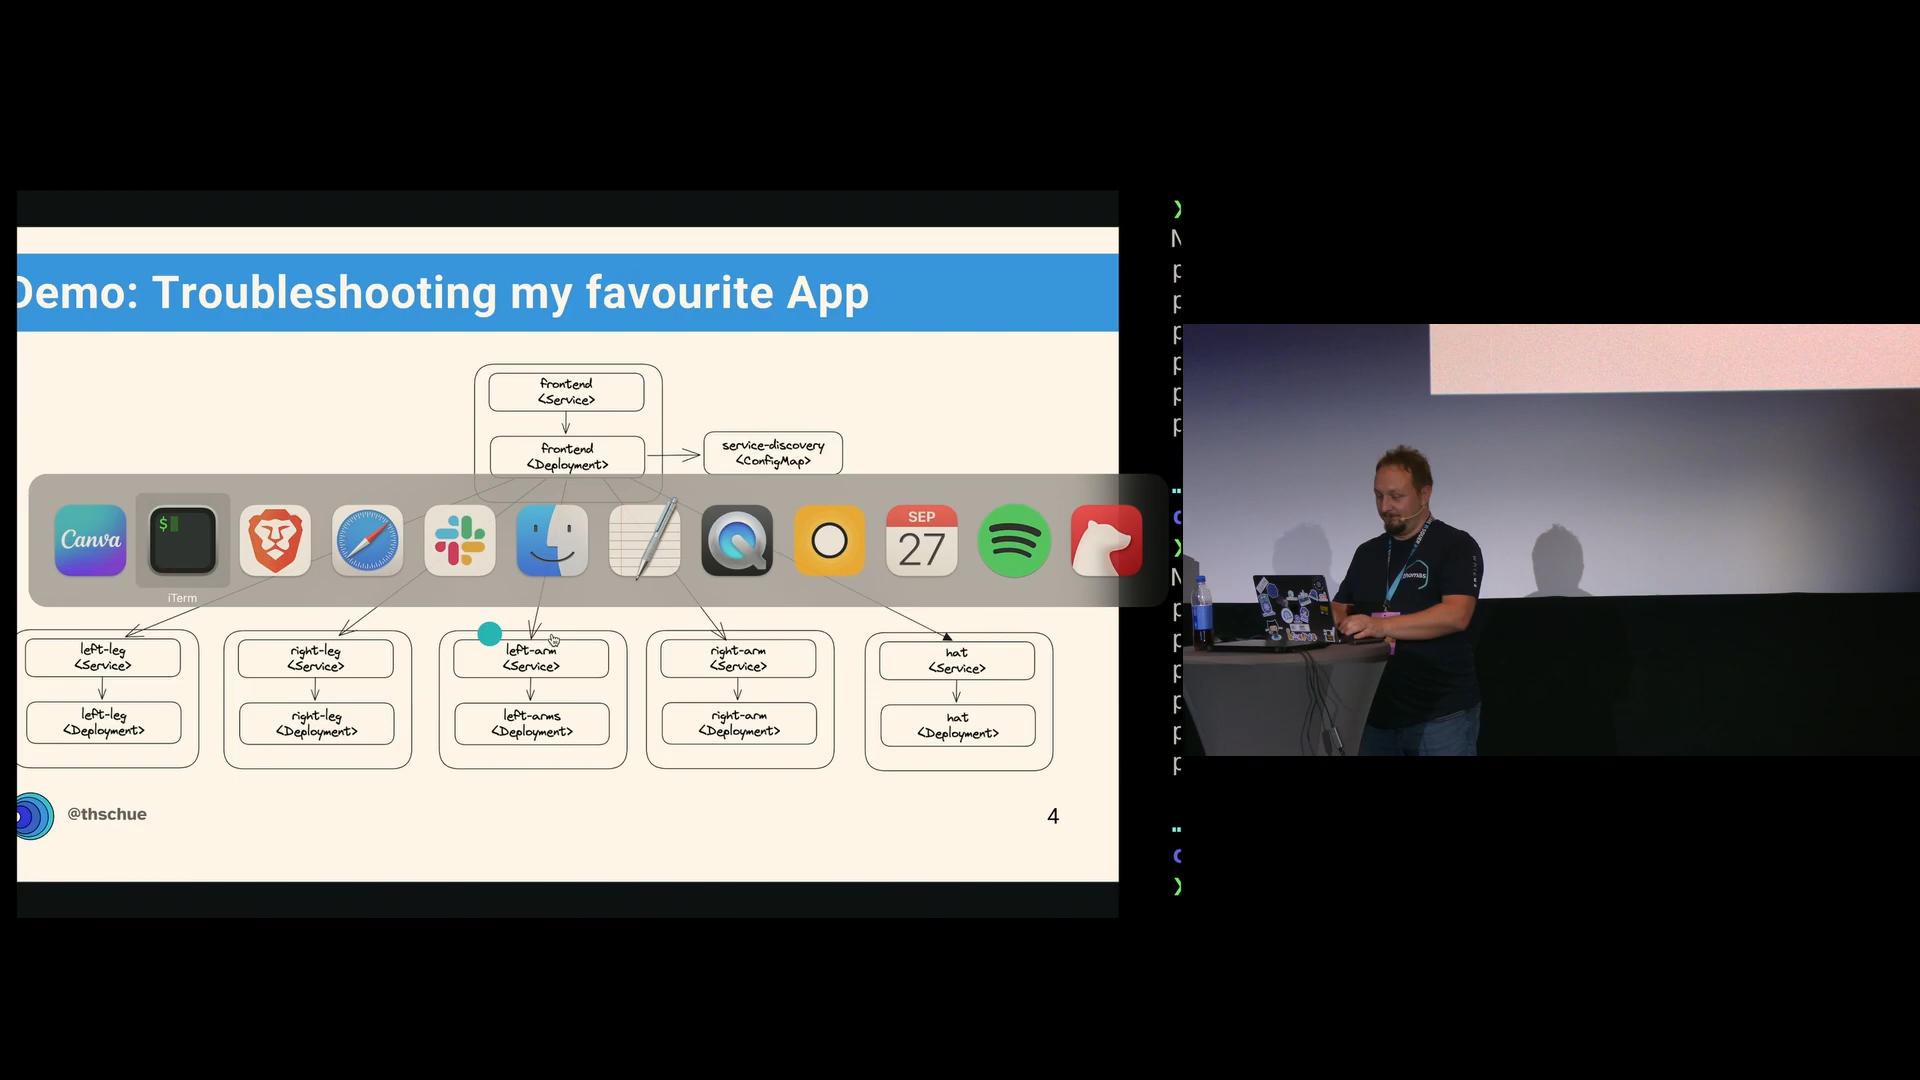 Demo: Troubleshooting my favourite App
frontend
<Service>
frontend
<Deployment>
service-discovery
<ConfigMap>
Canva
$
SEP
27
iTerm
left-leg
<Service>
right-leg
<Service>
left-arm
<Service>
right-arm
<Service>
hat
<Service>
left-leg
<Deployment>
right-leg
<Deployment>
left-arms
<Deployment>
right-arm
<Deployment>
hat
<Deployment>
@thschue
4
thomas